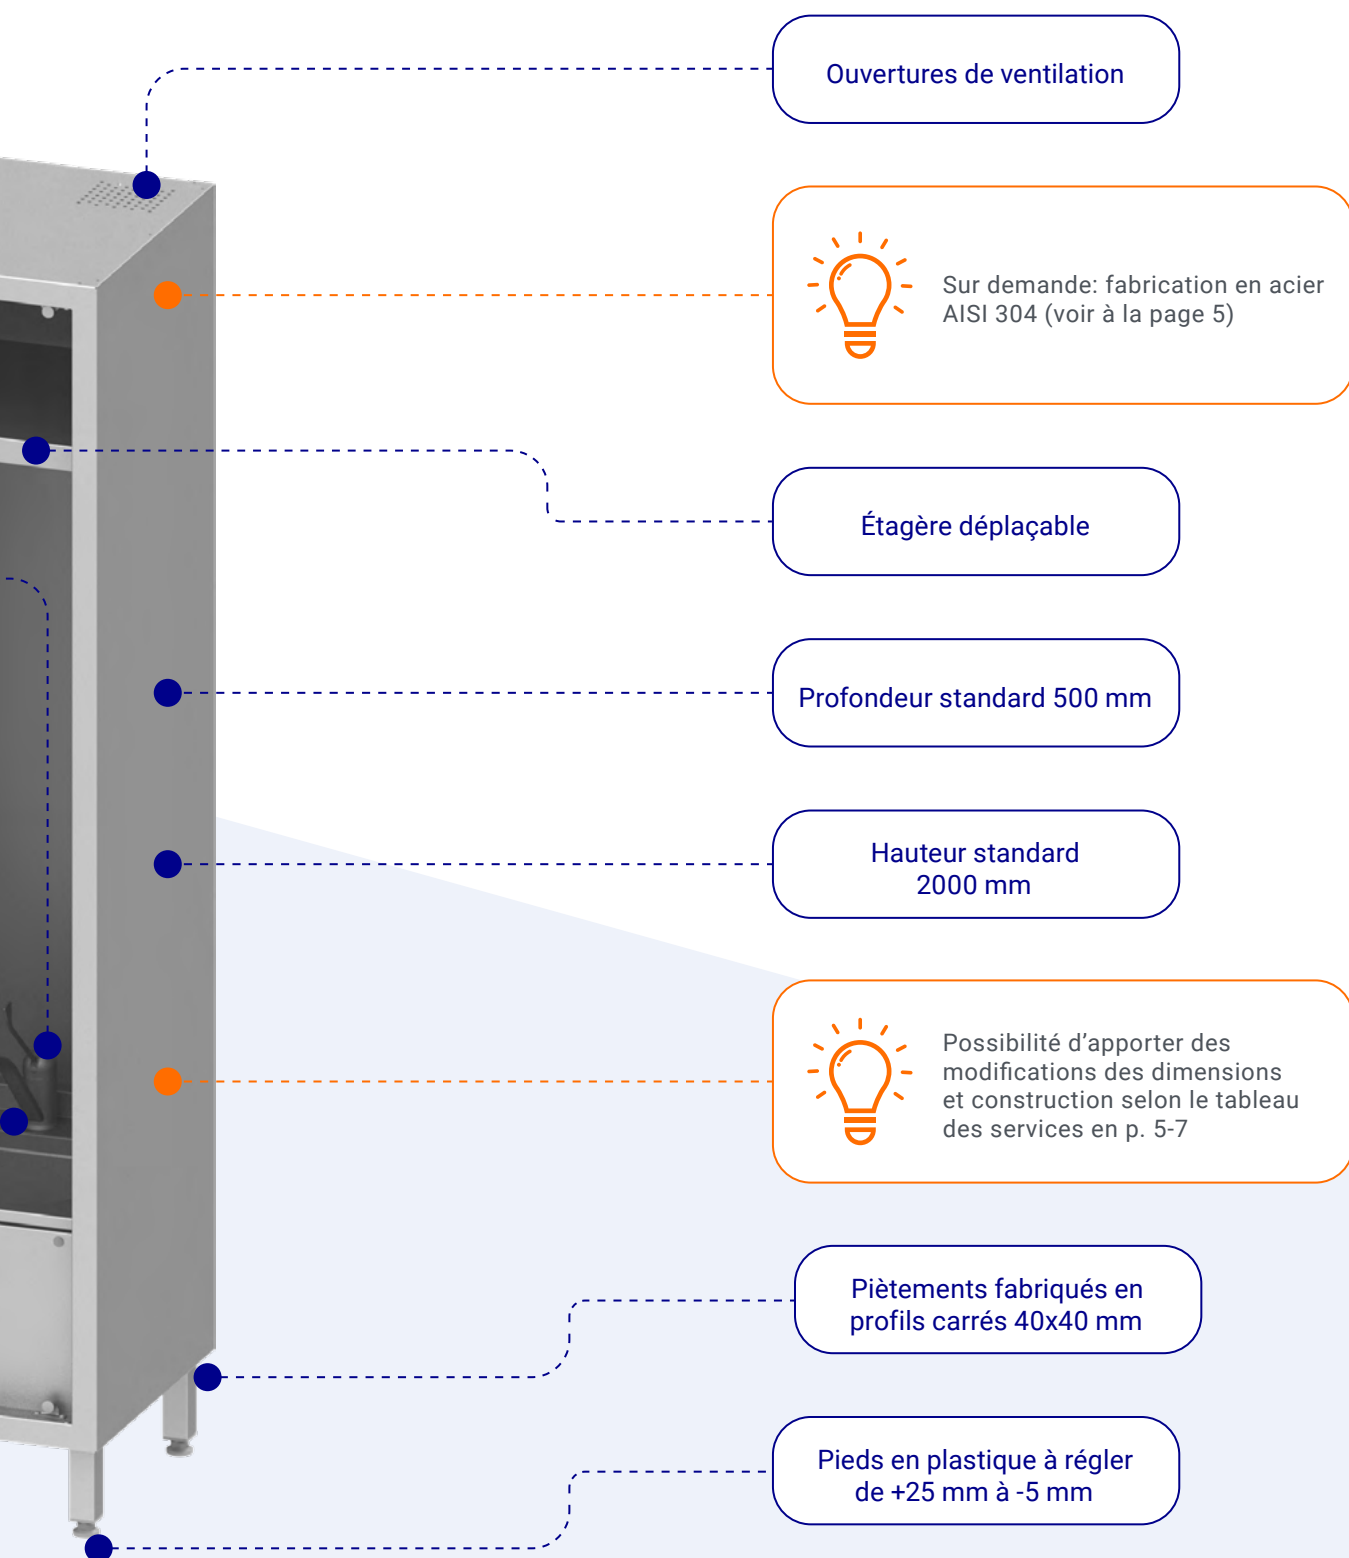 Ouvertures de ventilation
Sur demande: fabrication en acier
AISI 304 (voir à la page 5)
Étagère déplaçable
Profondeur standard 500 mm
Hauteur standard
2000 mm
Possibilité d’apporter des
modifications des dimensions
et construction selon le tableau
des services en p. 5-7
Piètements fabriqués en
profils carrés 40x40 mm
Pieds en plastique à régler
de +25 mm à -5 mm